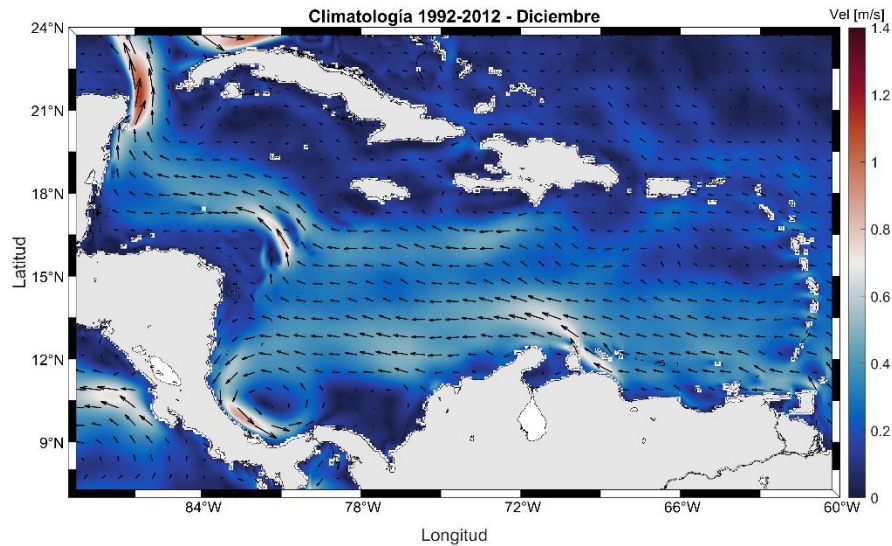 Climatología 1992-2012 - Diciembre
Vel [m/s]
24°N
21°N
18°N
15°N
12°N
9°N
Latitud
84°W
78°W
72°W
66°W
60°W
Longitud
1.4
1.2
1
0.8
0.6
0.4
0.2
0